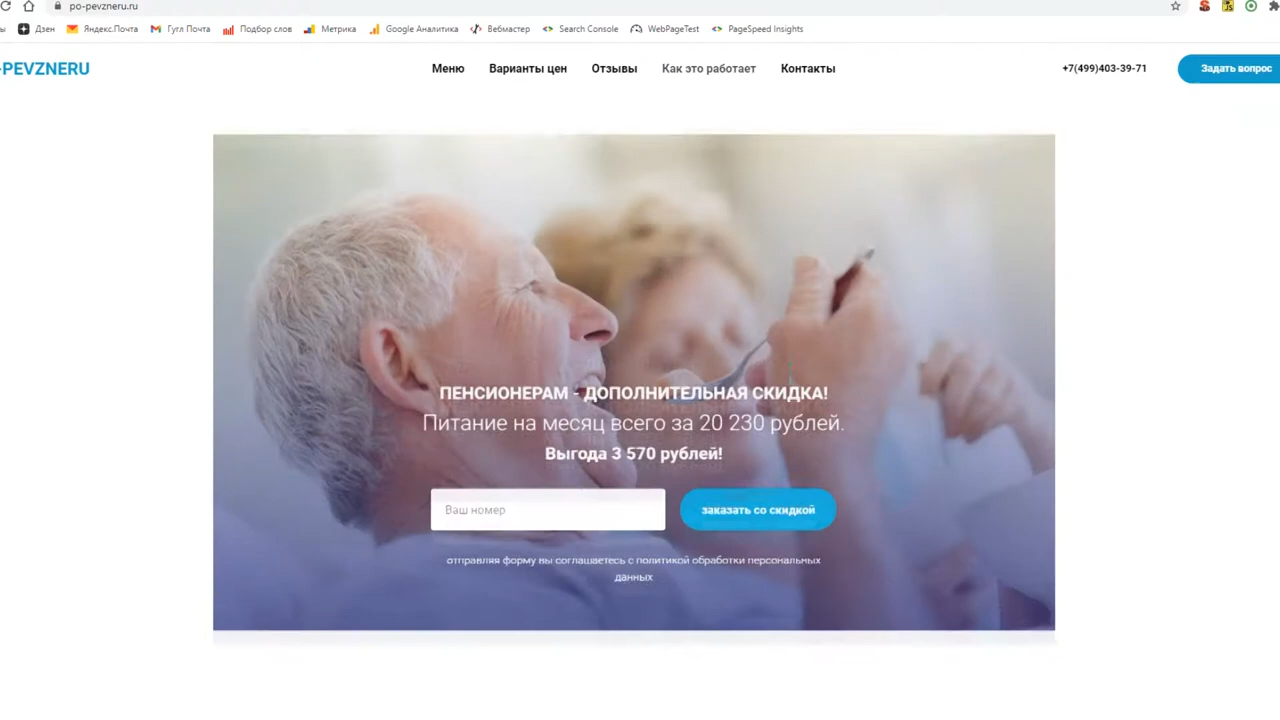 po-pevzneru.ru
ы Дзен Яндекс.Почта Гугл Почта Подбор слов Метрика Google Аналитика Вебмастер Search Console WebPageTest PageSpeed Insights
-PEVZNERU Меню Варианты цен Отзывы Как это работает Контакты +7(499)403-39-71 Задать вопрос
ПЕНСИОНЕРАМ - ДОПОЛНИТЕЛЬНАЯ СКИДКА!
Питание на месяц всего за 20 230 рублей.
Выгода 3 570 рублей!
Ваш номер заказать со скидкой
отправляя форму вы соглашаетесь с политикой обработки персональных
данных